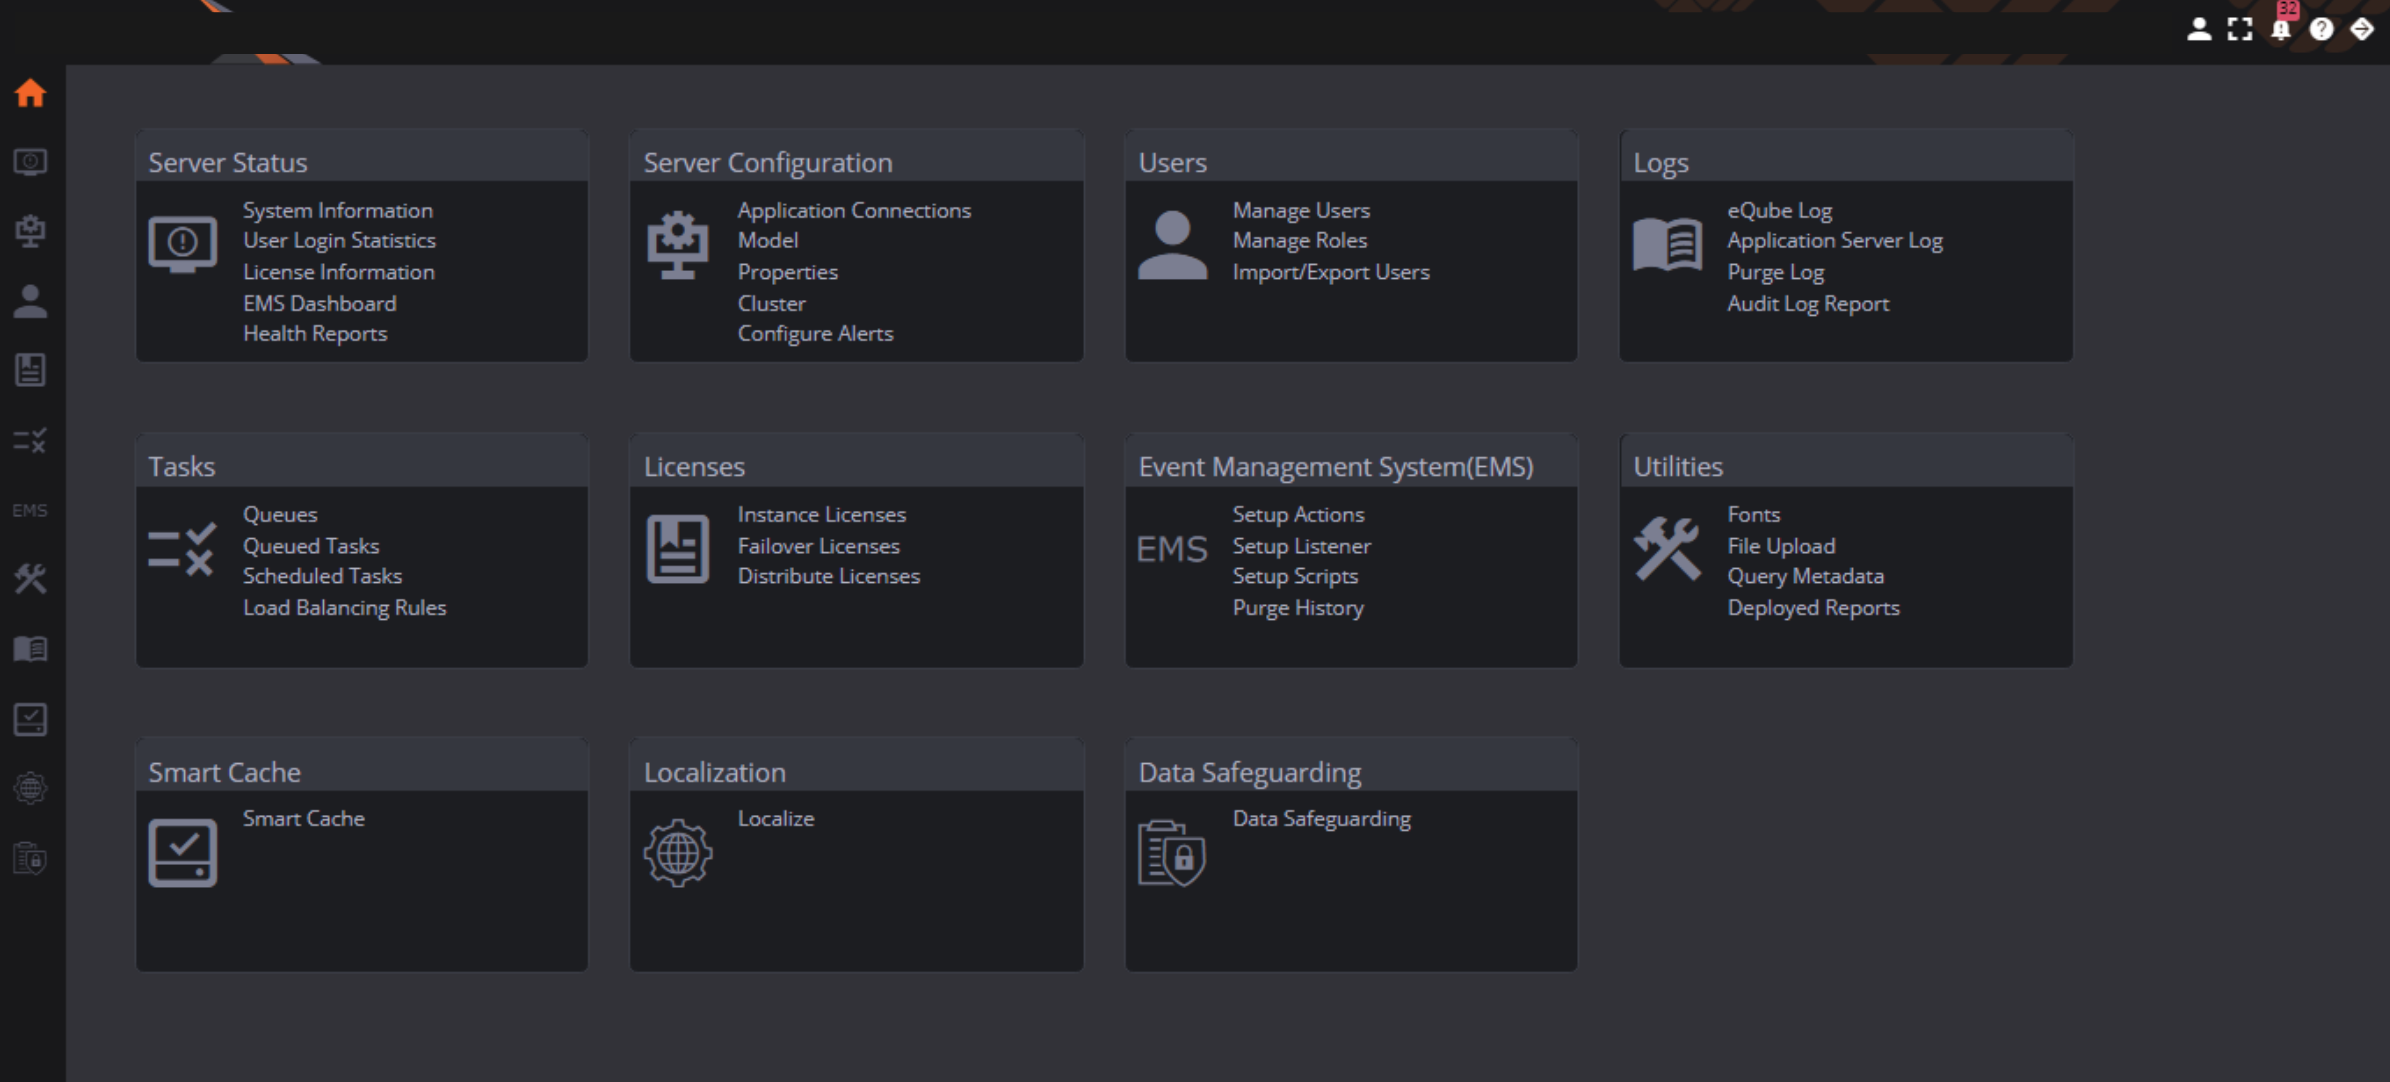 32
Server Status
System Information
User Login Statistics
License Information
EMS Dashboard
Health Reports
Server Configuration
Application Connections
Model
Properties
Cluster
Configure Alerts
Users
Manage Users
Manage Roles
Import/Export Users
Logs
eQube Log
Application Server Log
Purge Log
Audit Log Report
Tasks
Queues
Queued Tasks
Scheduled Tasks
Load Balancing Rules
Licenses
Instance Licenses
Failover Licenses
Distribute Licenses
Event Management System(EMS)
EMS
Setup Actions
Setup Listener
Setup Scripts
Purge History
Utilities
Fonts
File Upload
Query Metadata
Deployed Reports
Smart Cache
Smart Cache
Localization
Localize
Data Safeguarding
Data Safeguarding
EMS